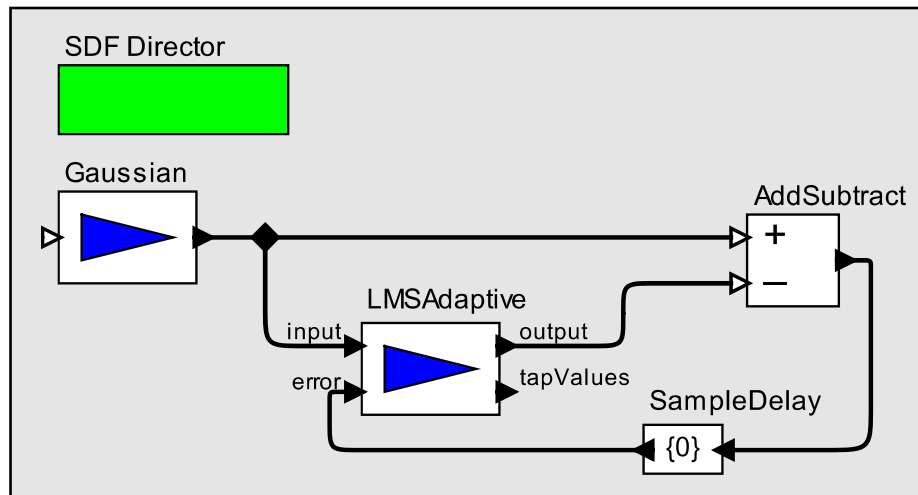 SDF Director
Gaussian
AddSubtract
+
–
LMSAdaptive
input
output
error
tapValues
SampleDelay
{0}